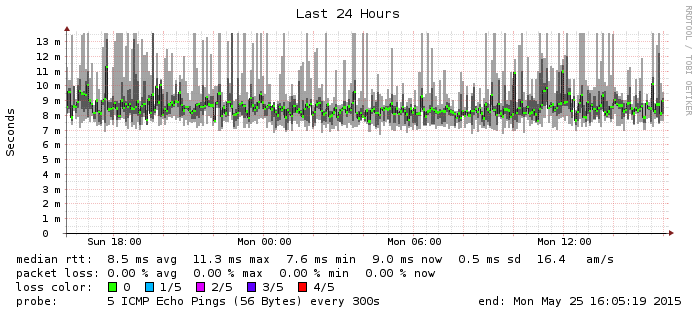 Last 24 Hours
RRDTOOL / TOBI OETIKER
Seconds
13 m
12 m
11 m
10 m
9 m
8 m
7 m
6 m
5 m
4 m
3 m
2 m
1 m
0
Sun 18:00 Mon 00:00 Mon 06:00 Mon 12:00
median rtt: 8.5 ms avg 11.3 ms max 7.6 ms min 9.0 ms now 0.5 ms sd 16.4 am/s
packet loss: 0.00 % avg 0.00 % max 0.00 % min 0.00 % now
loss color: 0 1/5 2/5 3/5 4/5
probe: 5 ICMP Echo Pings (56 Bytes) every 300s end: Mon May 25 16:05:19 2015